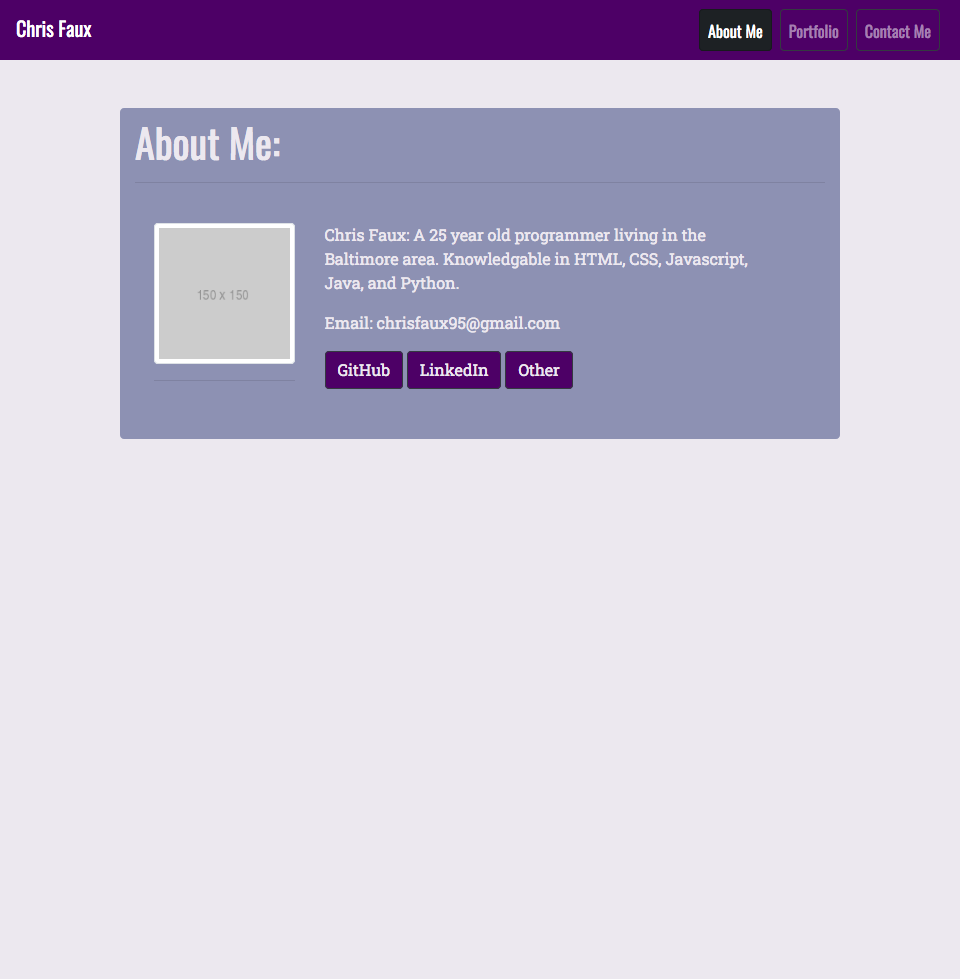 Chris Faux
About Me Portfolio Contact Me
About Me:
150 x 150
Chris Faux: A 25 year old programmer living in the
Baltimore area. Knowledgable in HTML, CSS, Javascript,
Java, and Python.
Email: chrisfaux95@gmail.com
GitHub LinkedIn Other